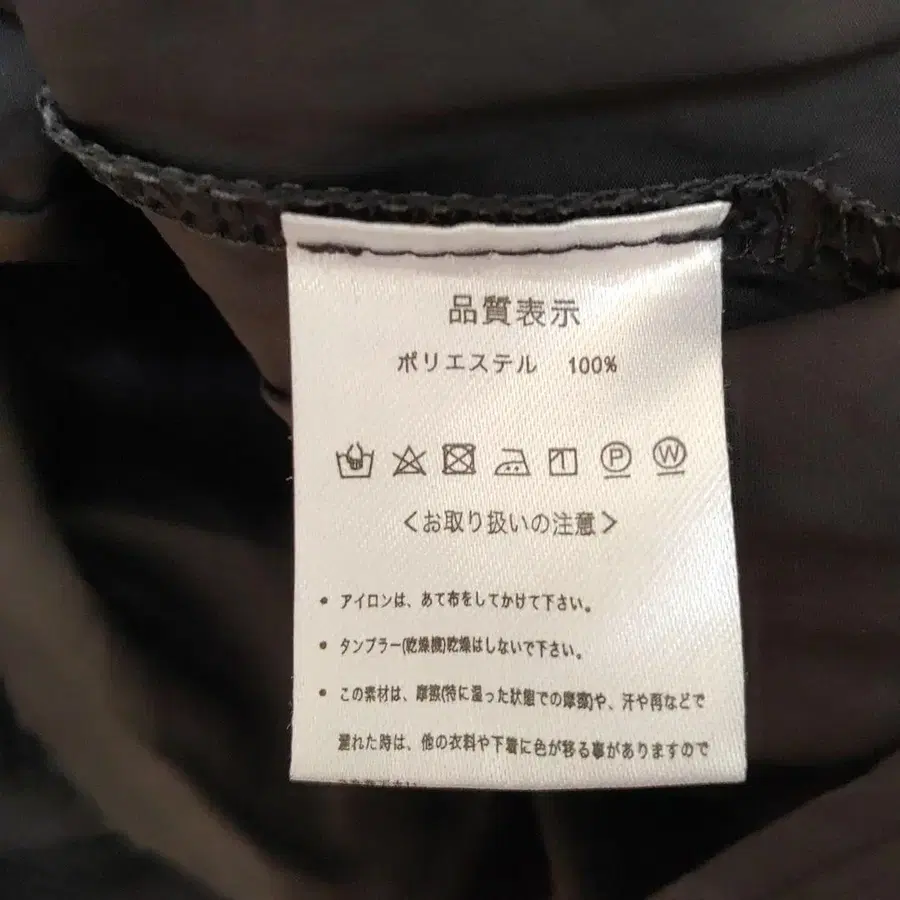 品質表示
ポリエステル 100%
P W
<お取り扱いの注意>
• アイロンは、あて布をしてかけて下さい。
• タンブラー(乾燥機)乾燥はしないで下さい。
• この素材は、摩擦(特に湿った状態での摩擦)や、汗や再などで
濡れた時は、他の衣料や下着に色が移る事がありますので